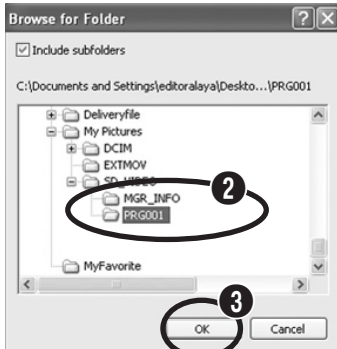 Browse for Folder
Include subfolders
C:\Documents and Settings\editoralaya\Deskto...\PRG001
Deliveryfile
My Pictures
DCIM
EXTMOV
SD_VIDEO
2
MGR_INFO
PRG001
MyFavorite
3
OK
Cancel